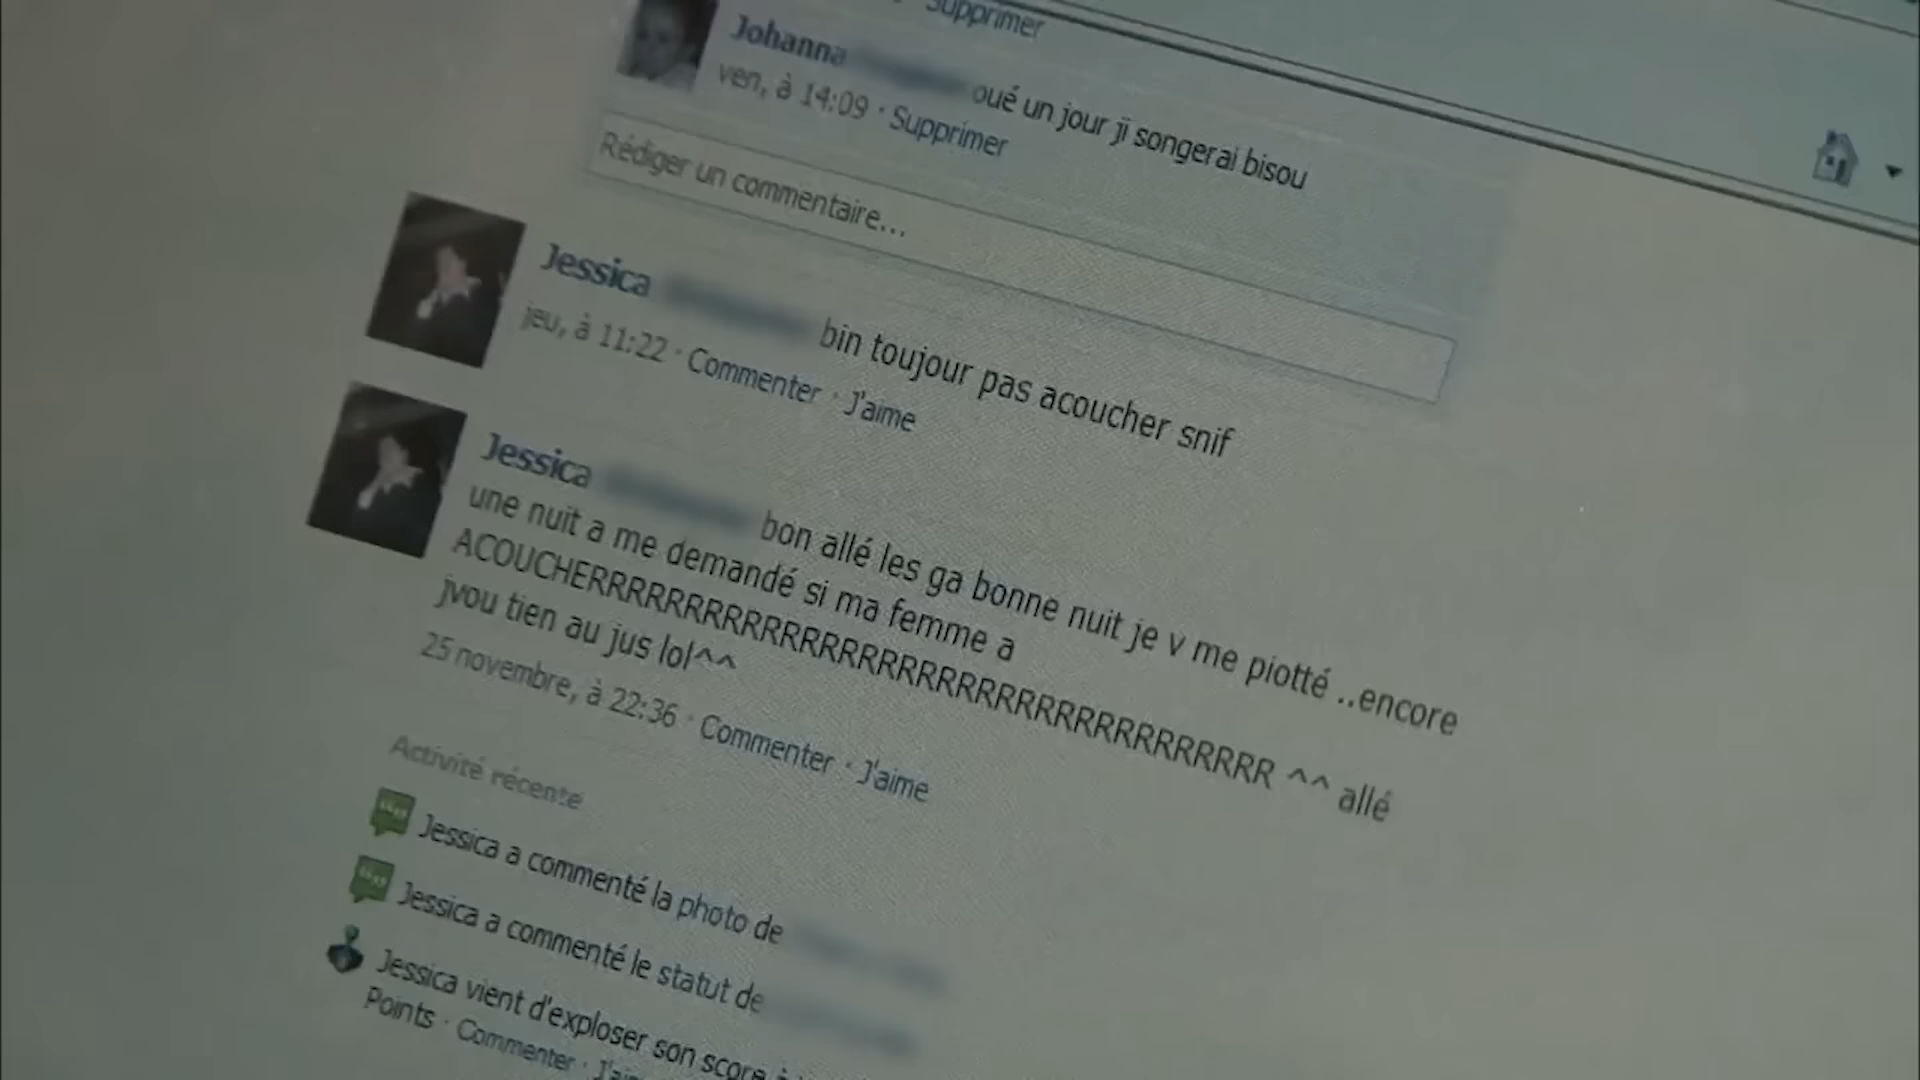 Supprimer
Johanna oué un jour ji songerai bisou
ven, à 14:09 · Supprimer
Rédiger un commentaire...
Jessica bin toujour pas acoucher snif
jeu, à 11:22 · Commenter · J'aime
Jessica bon allé les ga bonne nuit je v me piotté ..encore
une nuit a me demandé si ma femme a
ACOUCHERRRRRRRRRRRRRRRRRRRRRRRRRRRRRRRRRRR ^^ allé
jvou tien au jus lol^^
25 novembre, à 22:36 · Commenter · J'aime
Activité récente
Jessica a commenté la photo de
Jessica a commenté le statut de
Jessica vient d'exploser son score à
Points · Commenter · J'aime